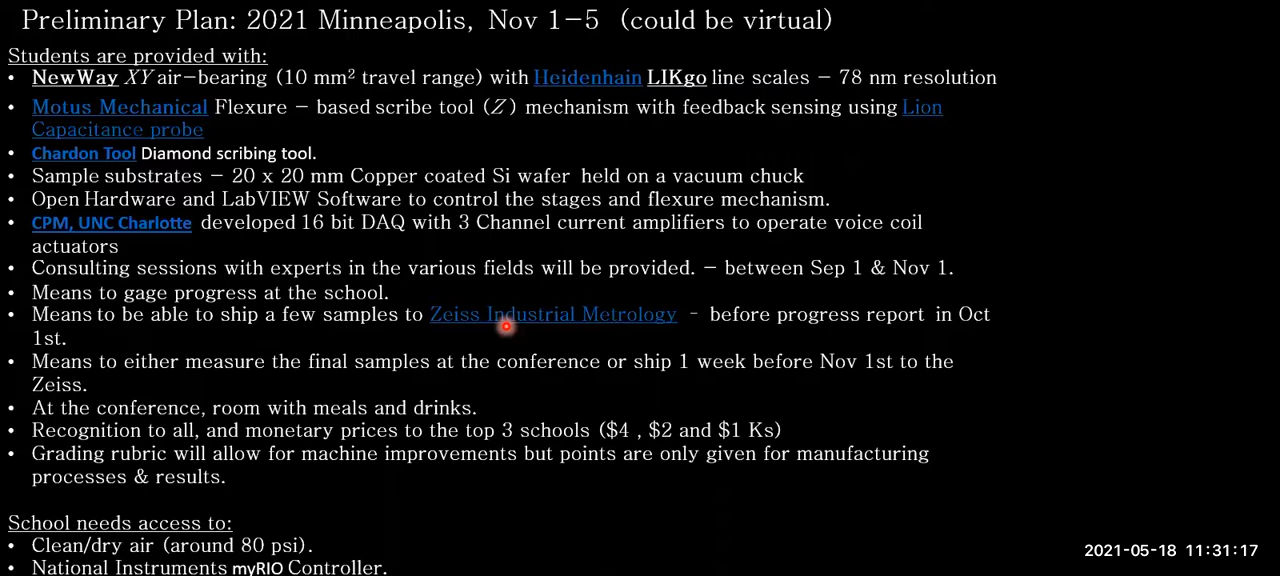 Preliminary Plan: 2021 Minneapolis, Nov 1-5 (could be virtual)
Students are provided with:
• NewWay XY air-bearing (10 mm² travel range) with Heidenhain LIKgo line scales - 78 nm resolution
• Motus Mechanical Flexure - based scribe tool (Z) mechanism with feedback sensing using Lion
Capacitance probe
• Chardon Tool Diamond scribing tool.
• Sample substrates - 20 x 20 mm Copper coated Si wafer held on a vacuum chuck
• Open Hardware and LabVIEW Software to control the stages and flexure mechanism.
• CPM, UNC Charlotte developed 16 bit DAQ with 3 Channel current amplifiers to operate voice coil
actuators
• Consulting sessions with experts in the various fields will be provided. - between Sep 1 & Nov 1.
• Means to gage progress at the school.
• Means to be able to ship a few samples to Zeiss Industrial Metrology - before progress report in Oct
1st.
• Means to either measure the final samples at the conference or ship 1 week before Nov 1st to the
Zeiss.
• At the conference, room with meals and drinks.
• Recognition to all, and monetary prices to the top 3 schools ($4 , $2 and $1 Ks)
• Grading rubric will allow for machine improvements but points are only given for manufacturing
processes & results.
School needs access to:
• Clean/dry air (around 80 psi).
• National Instruments myRIO Controller.
2021-05-18 11:31:17